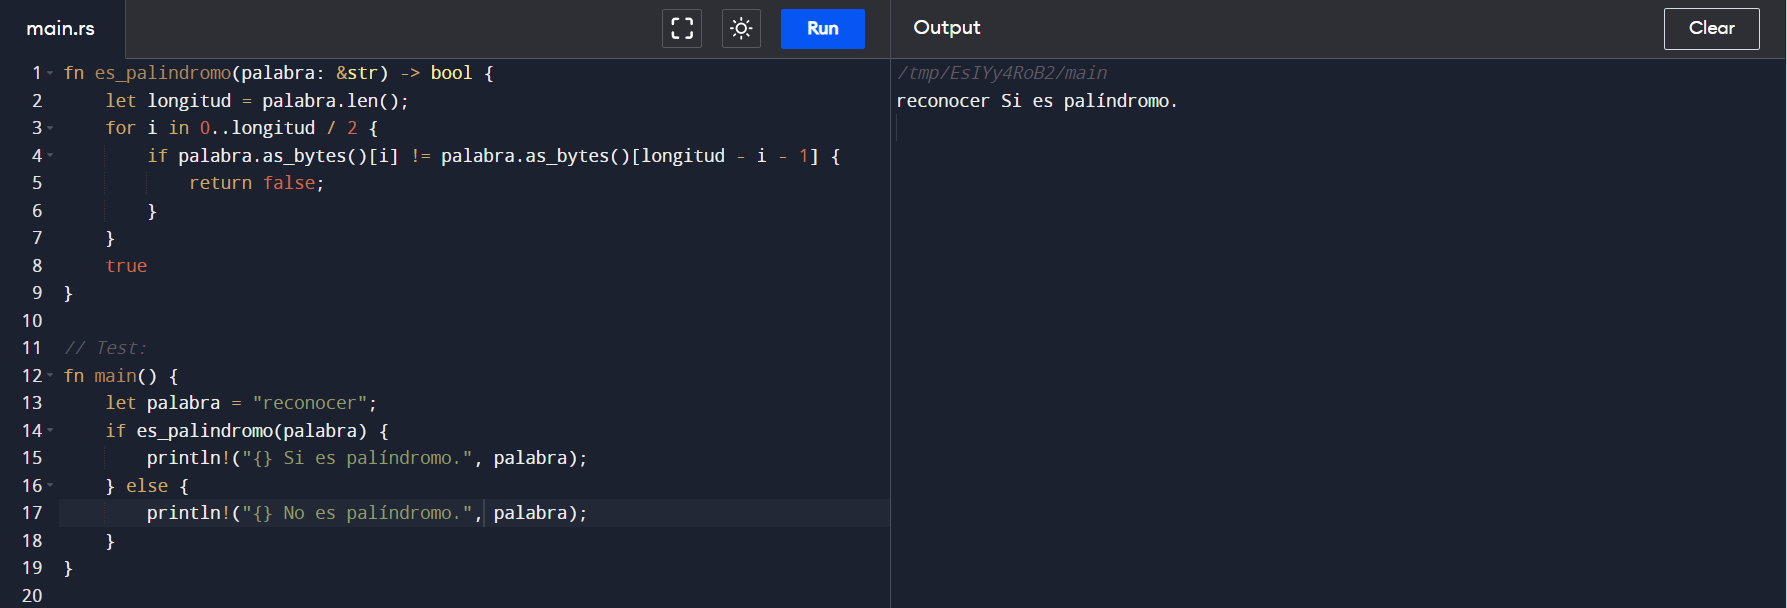 main.rs
Run
Output
Clear
1 fn es_palindromo(palabra: &str) -> bool {
2     let longitud = palabra.len();
3     for i in 0..longitud / 2 {
4         if palabra.as_bytes()[i] != palabra.as_bytes()[longitud - i - 1] {
5             return false;
6         }
7     }
8     true
9 }
10
11 // Test:
12 fn main() {
13     let palabra = "reconocer";
14     if es_palindromo(palabra) {
15         println!("{} Si es palíndromo.", palabra);
16     } else {
17         println!("{} No es palíndromo.", palabra);
18     }
19 }
20
/tmp/EsIYy4RoB2/main
reconocer Si es palíndromo.